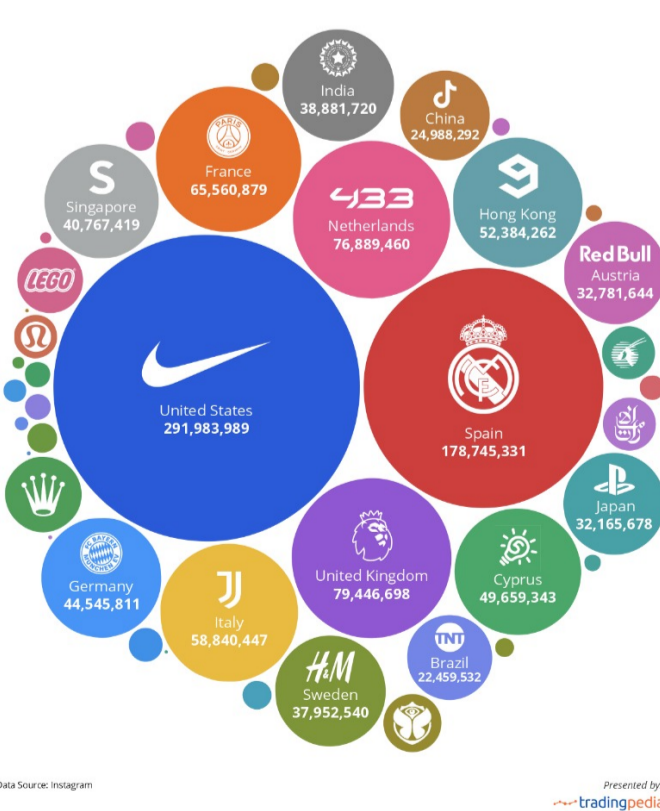 India
38,881,720
China
24,988,292
PARIS
France
65,560,879
S
Singapore
40,767,419
433
Netherlands
76,889,460
9
Hong Kong
52,384,262
Red Bull
Austria
32,781,644
LEGO
United States
291,983,989
Spain
178,745,331
Japan
32,165,678
FC BAYERN
MÜNCHEN
Germany
44,545,811
Italy
58,840,447
United Kingdom
79,446,698
Cyprus
49,659,343
TNT
Brazil
22,459,532
H&M
Sweden
37,952,540
Data Source: Instagram
Presented by
tradingpedia